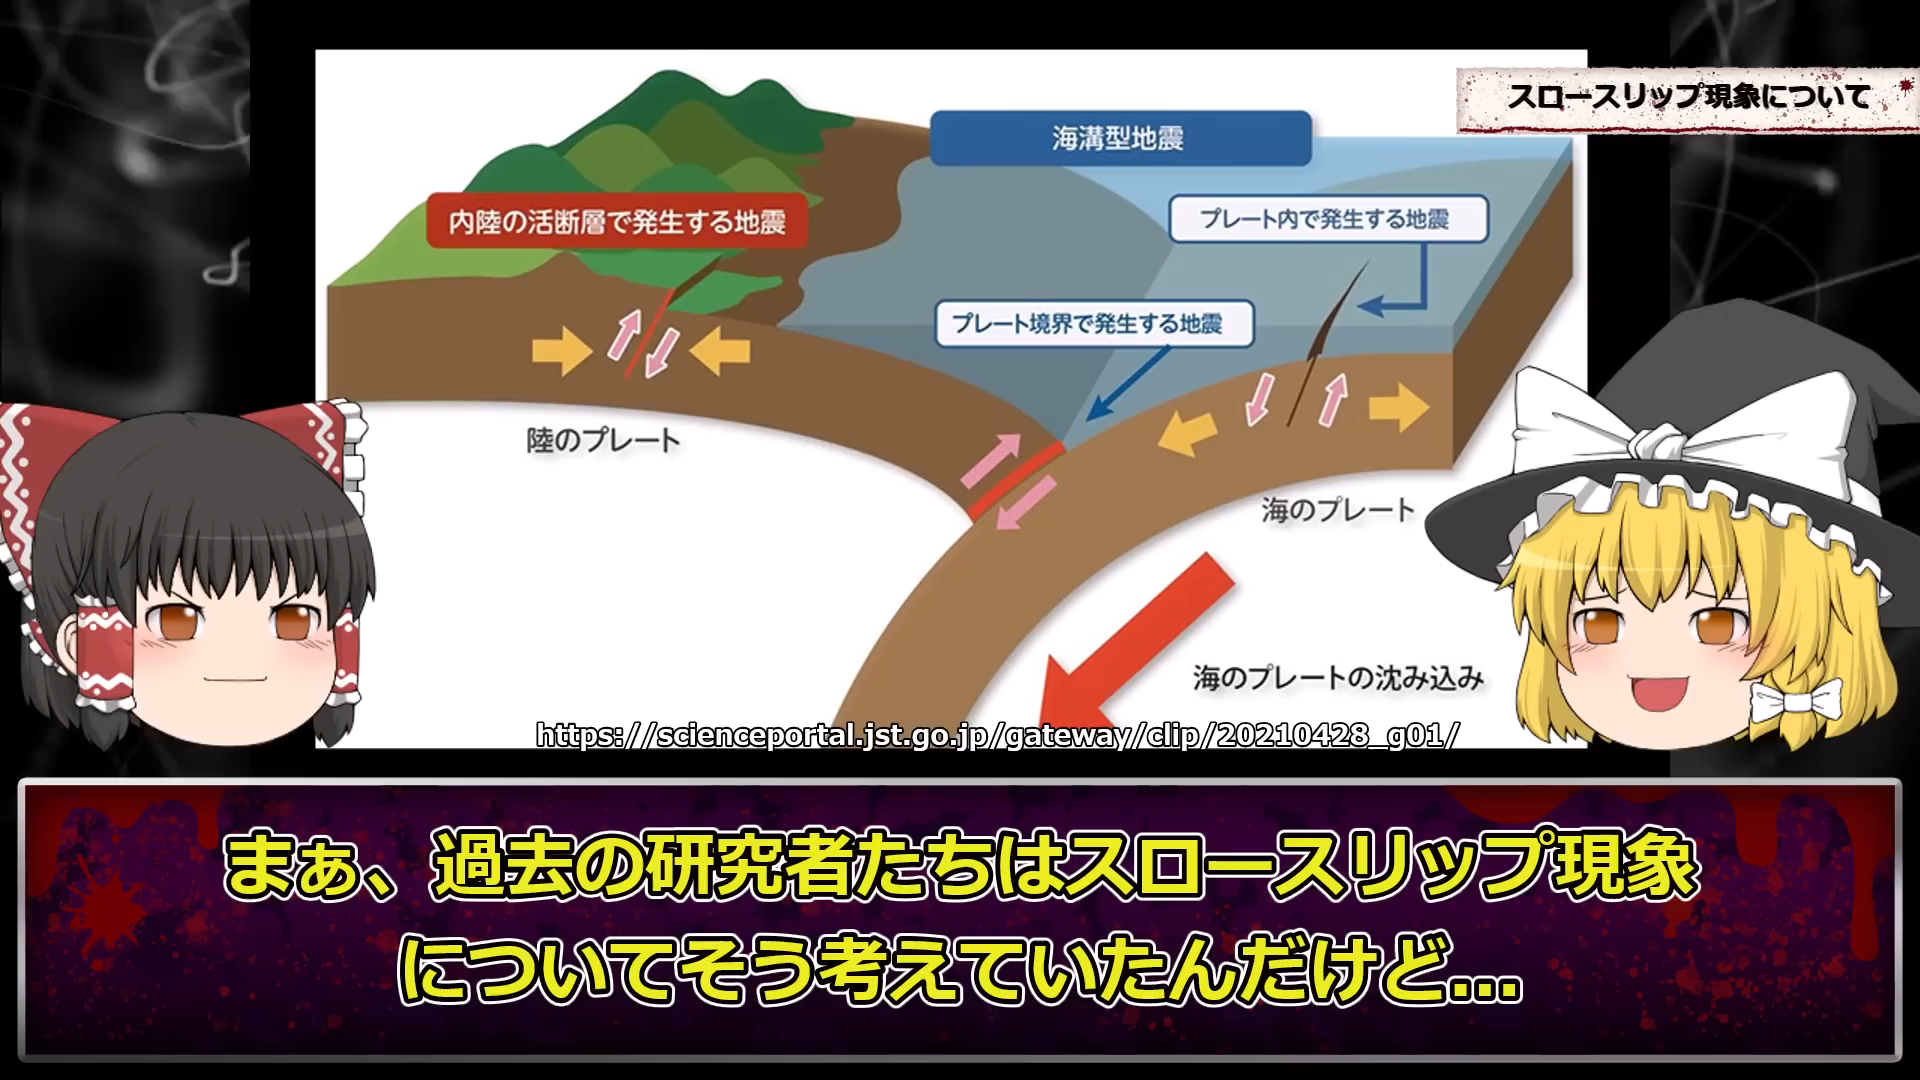 スロースリップ現象について
海溝型地震
内陸の活断層で発生する地震
プレート内で発生する地震
プレート境界で発生する地震
陸のプレート
海のプレート
海のプレートの沈み込み
https://scienceportal.jst.go.jp/gateway/clip/20210428_g01/
まぁ、過去の研究者たちはスロースリップ現象
についてそう考えていたんだけど...